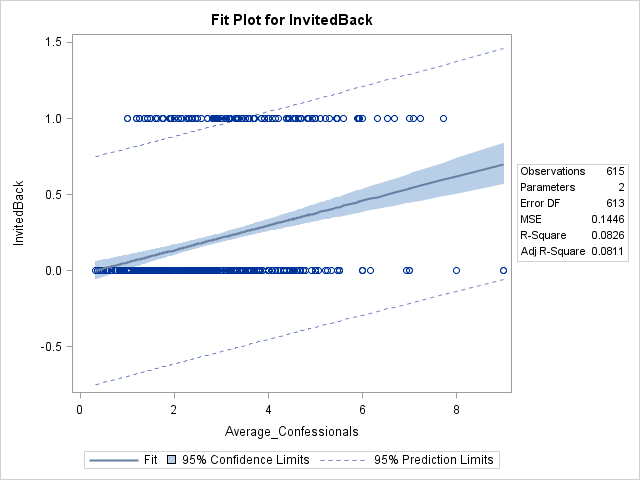 Fit Plot for InvitedBack
1.5
1.0
0.5
0.0
-0.5
InvitedBack
0 2 4 6 8
Average_Confessionals
Observations 615
Parameters 2
Error DF 613
MSE 0.1446
R-Square 0.0826
Adj R-Square 0.0811
Fit 95% Confidence Limits 95% Prediction Limits